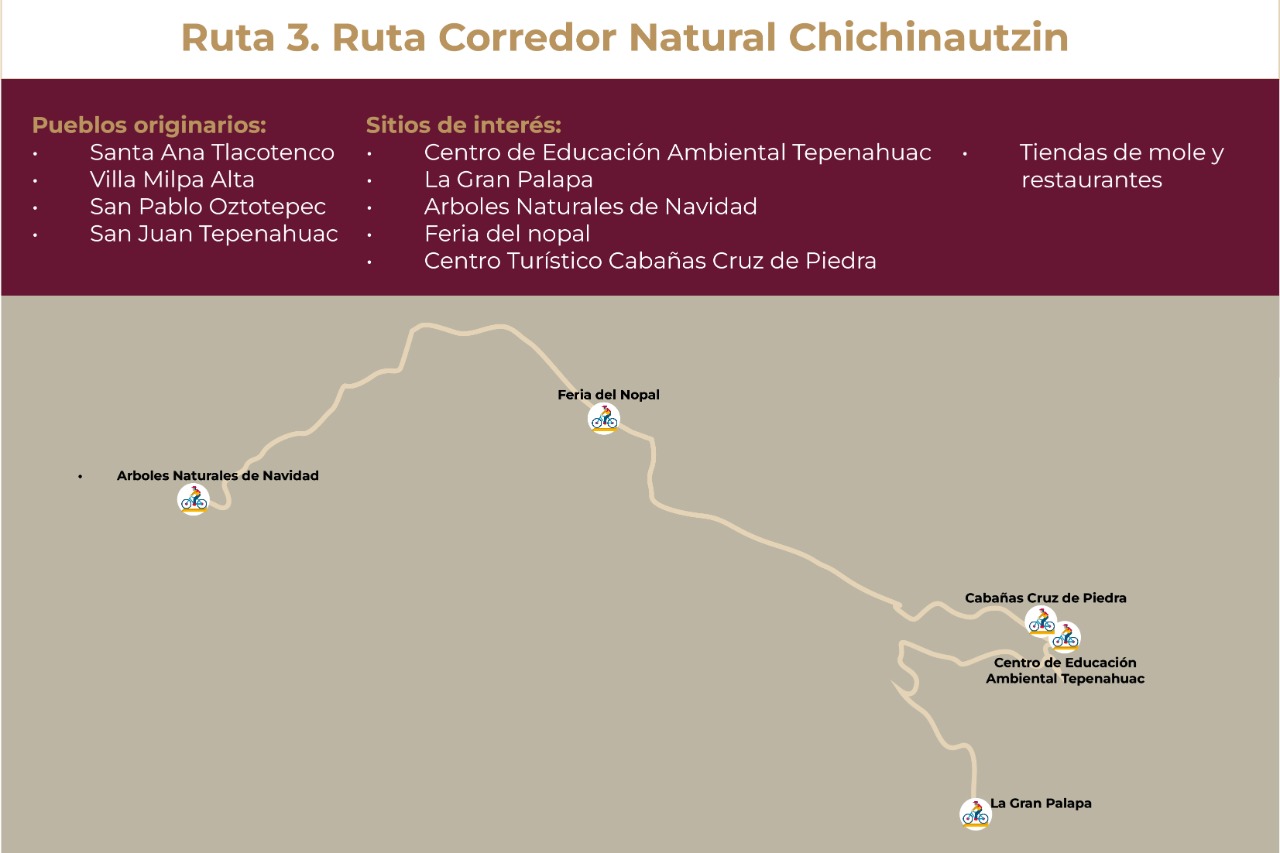 Ruta 3. Ruta Corredor Natural Chichinautzin
Pueblos originarios:
• Santa Ana Tlacotenco
• Villa Milpa Alta
• San Pablo Oztotepec
• San Juan Tepenahuac
Sitios de interés:
• Centro de Educación Ambiental Tepenahuac
• La Gran Palapa
• Arboles Naturales de Navidad
• Feria del nopal
• Centro Turístico Cabañas Cruz de Piedra
• Tiendas de mole y
restaurantes
Feria del Nopal
• Arboles Naturales de Navidad
Cabañas Cruz de Piedra
Centro de Educación
Ambiental Tepenahuac
La Gran Palapa